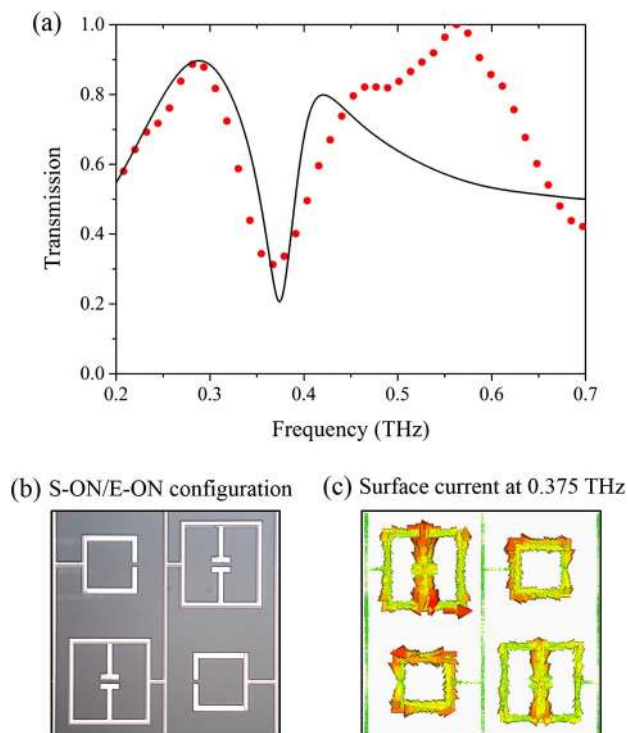 (a)
1.0
0.8
0.6
0.4
0.2
0.0
Transmission
0.2 0.3 0.4 0.5 0.6 0.7
Frequency (THz)
(b) S-ON/E-ON configuration
(c) Surface current at 0.375 THz